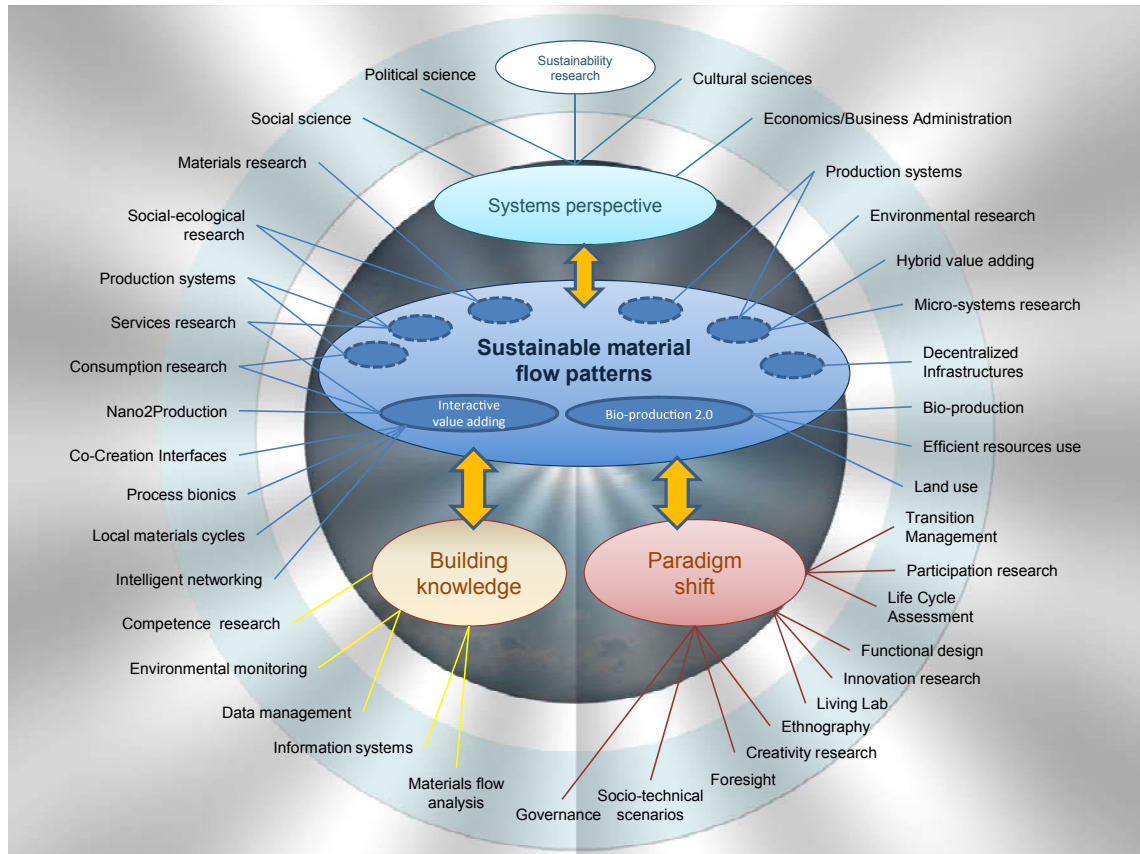 Sustainability
research
Political science
Cultural sciences
Social science
Economics/Business Administration
Materials research
Production systems
Systems perspective
Social-ecological
research
Environmental research
Production systems
Hybrid value adding
Services research
Micro-systems research
Sustainable material
flow patterns
Consumption research
Decentralized
Infrastructures
Nano2Production
Interactive
value adding
Bio-production 2.0
Bio-production
Co-Creation Interfaces
Efficient resources use
Process bionics
Land use
Local materials cycles
Transition
Management
Intelligent networking
Building
knowledge
Paradigm
shift
Participation research
Life Cycle
Assessment
Competence research
Functional design
Environmental monitoring
Innovation research
Data management
Living Lab
Ethnography
Information systems
Creativity research
Materials flow
analysis
Foresight
Socio-technical
scenarios
Governance